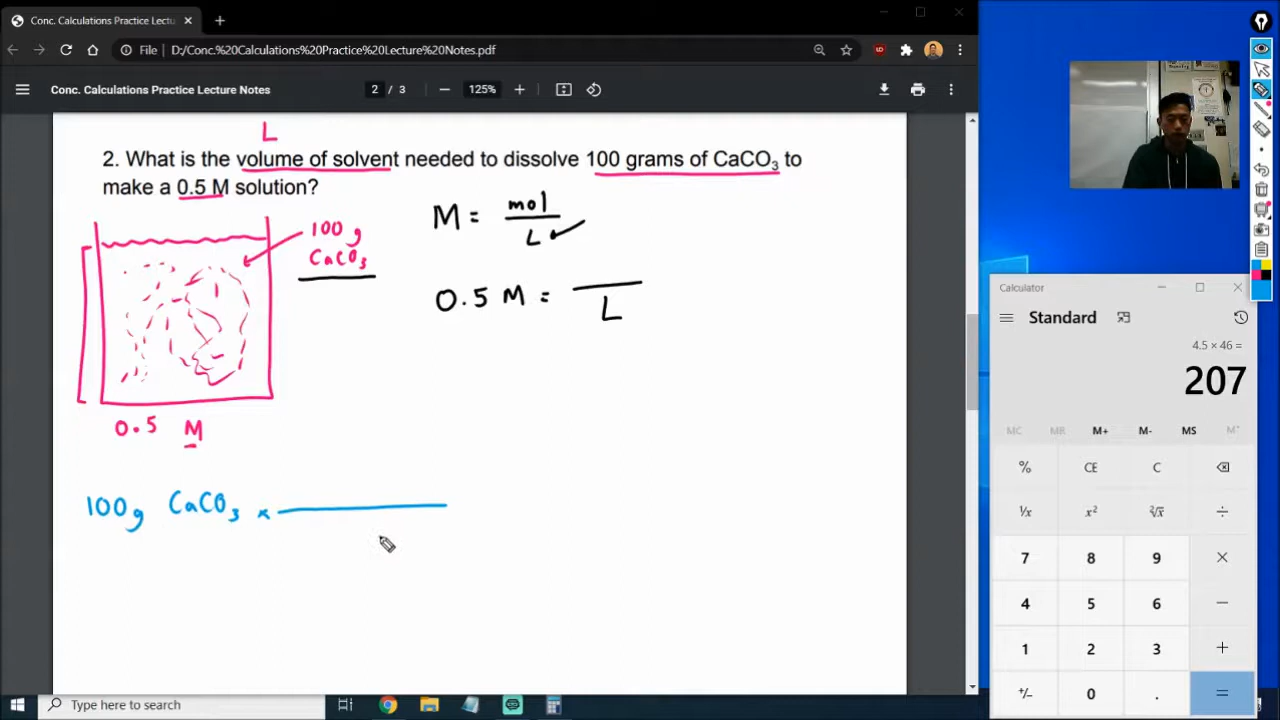 Conc. Calculations Practice Lectu
File D:/Conc.%20Calculations%20Practice%20Lecture%20Notes.pdf
Conc. Calculations Practice Lecture Notes
2 / 3
125%
L
2. What is the volume of solvent needed to dissolve 100 grams of CaCO3 to
make a 0.5 M solution?
100 g
CaCO3
M = mol
L
0.5 M =
L
0.5 M
100g CaCO3 ×
Calculator
Standard
4.5 × 46 =
207
MC MR M+ M- MS M˅
% CE C
¹/x x² ²√x ÷
7 8 9 ×
4 5 6 −
1 2 3 +
+/- 0 . =
Type here to search